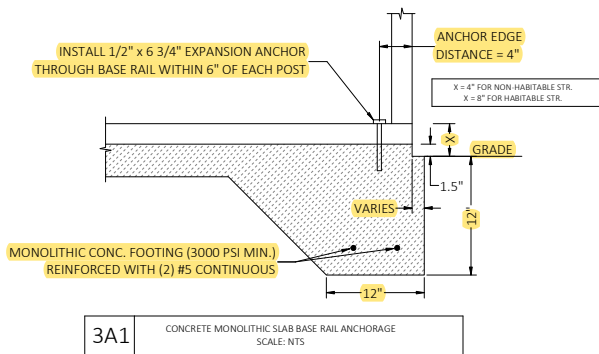 INSTALL 1/2" x 6 3/4" EXPANSION ANCHOR
THROUGH BASE RAIL WITHIN 6" OF EACH POST
ANCHOR EDGE
DISTANCE = 4"
X = 4" FOR NON-HABITABLE STR.
X = 8" FOR HABITABLE STR.
X
GRADE
1.5"
VARIES
12"
MONOLITHIC CONC. FOOTING (3000 PSI MIN.)
REINFORCED WITH (2) #5 CONTINUOUS
12"
3A1
CONCRETE MONOLITHIC SLAB BASE RAIL ANCHORAGE
SCALE: NTS